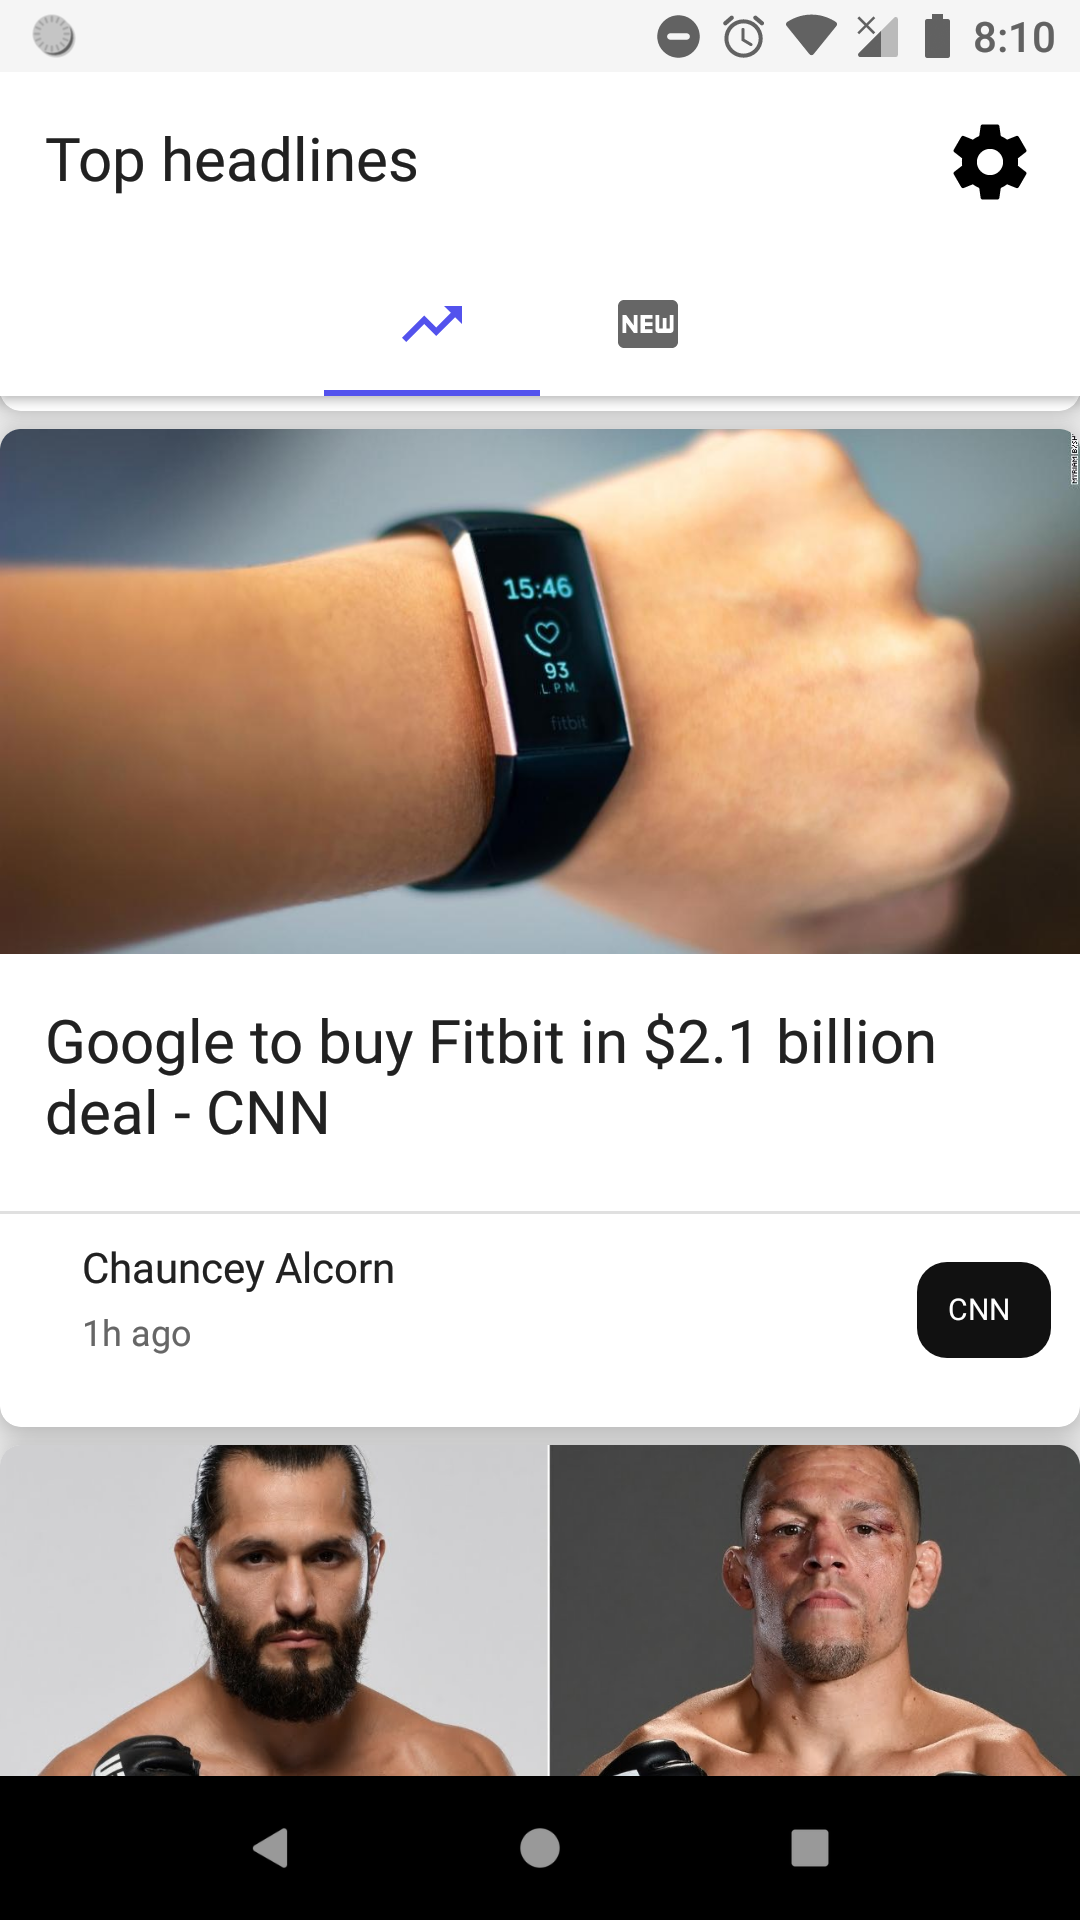 8:10
Top headlines
NEW
15:46
93
L.P.M.
fitbit
Google to buy Fitbit in $2.1 billion
deal - CNN
Chauncey Alcorn
1h ago
CNN